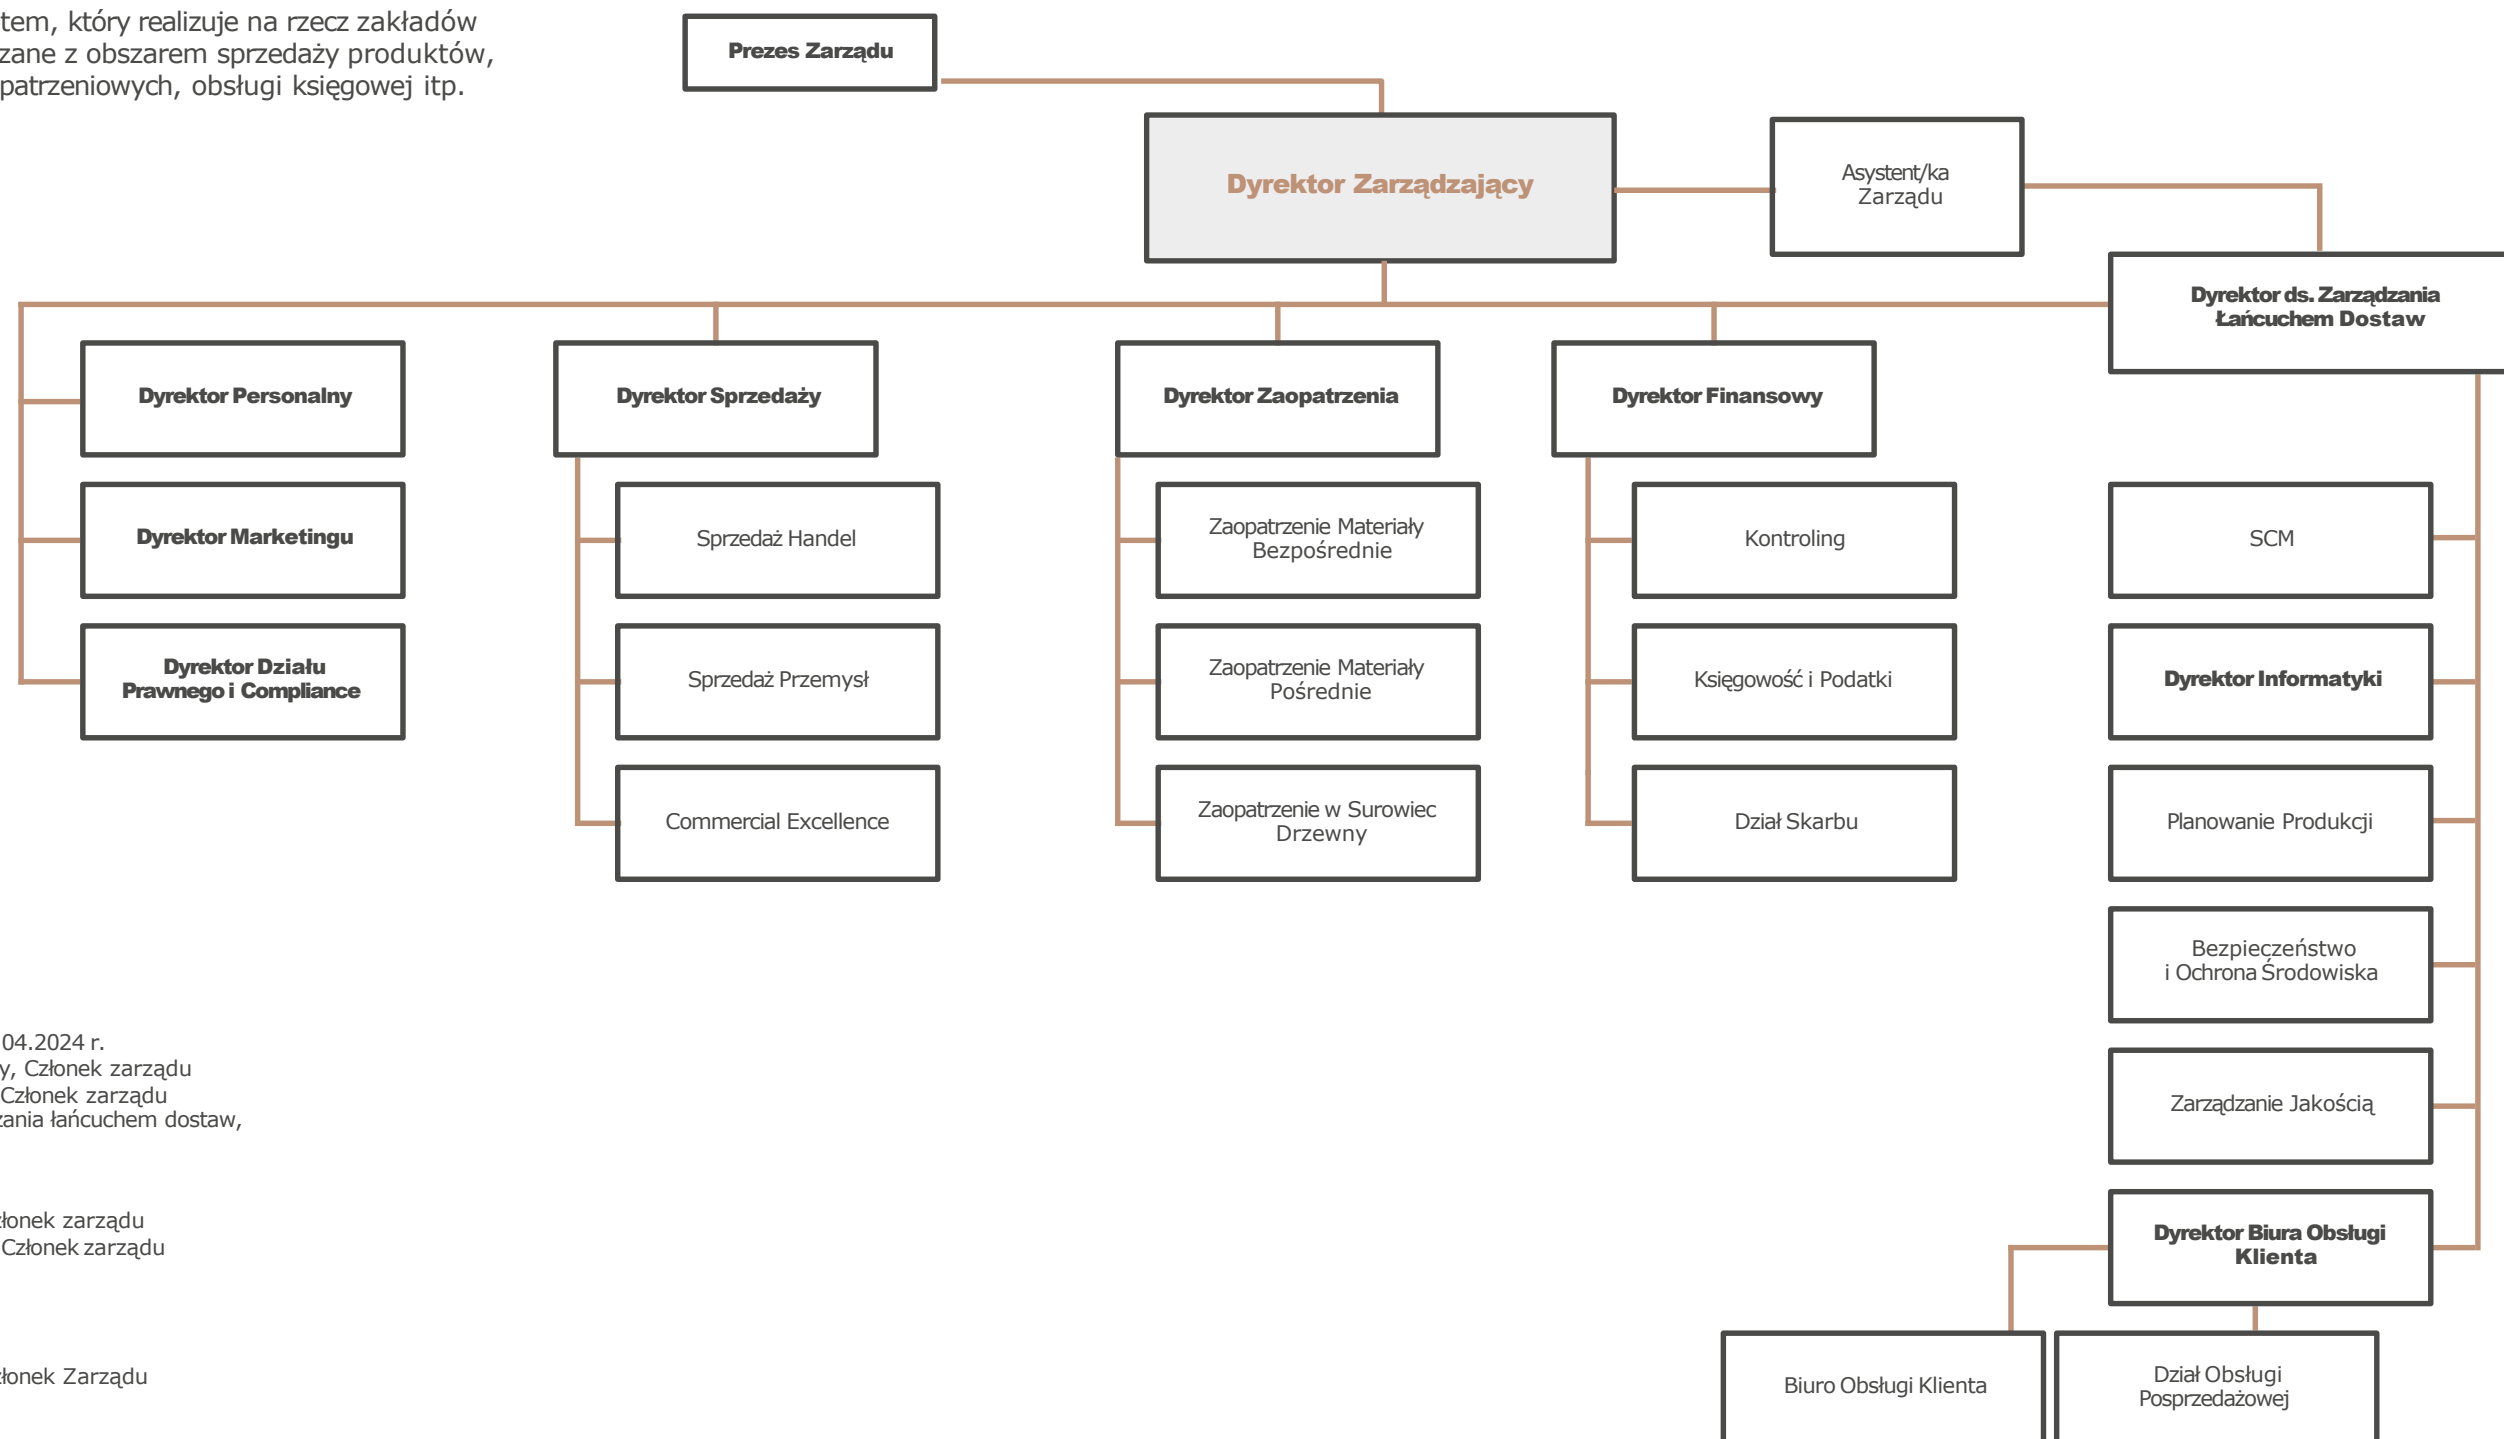 tem, który realizuje na rzecz zakładów
zane z obszarem sprzedaży produktów,
patrzeniowych, obsługi księgowej itp.
Prezes Zarządu
Dyrektor Zarządzający
Asystent/ka
Zarządu
Dyrektor ds. Zarządzania
Łańcuchem Dostaw
Dyrektor Personalny
Dyrektor Marketingu
Dyrektor Działu
Prawnego i Compliance
Dyrektor Sprzedaży
Sprzedaż Handel
Sprzedaż Przemysł
Commercial Excellence
Dyrektor Zaopatrzenia
Zaopatrzenie Materiały
Bezpośrednie
Zaopatrzenie Materiały
Pośrednie
Zaopatrzenie w Surowiec
Drzewny
Dyrektor Finansowy
Kontroling
Księgowość i Podatki
Dział Skarbu
SCM
Dyrektor Informatyki
Planowanie Produkcji
Bezpieczeństwo
i Ochrona Środowiska
Zarządzanie Jakością
Dyrektor Biura Obsługi
Klienta
Biuro Obsługi Klienta
Dział Obsługi
Posprzedażowej
04.2024 r.
y, Członek zarządu
Członek zarządu
zania łańcuchem dostaw,
złonek zarządu
Członek zarządu
złonek Zarządu